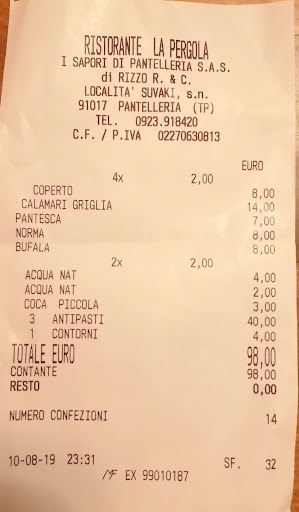 RISTORANTE LA PERGOLA
I SAPORI DI PANTELLERIA S.A.S.
di RIZZO R. & C.
LOCALITA' SUVAKI, s.n.
91017 PANTELLERIA (TP)
TEL. 0923.918420
C.F. / P.IVA 02270630813
EURO
4x 2,00
COPERTO 8,00
CALAMARI GRIGLIA 14,00
PANTESCA 7,00
NORMA 8,00
BUFALA 8,00
2x 2,00
ACQUA NAT 4,00
ACQUA NAT 2,00
COCA PICCOLA 3,00
3 ANTIPASTI 40,00
1 CONTORNI 4,00
TOTALE EURO 98,00
CONTANTE 98,00
RESTO 0,00
NUMERO CONFEZIONI 14
10-08-19 23:31 SF. 32
MF EX 99010187